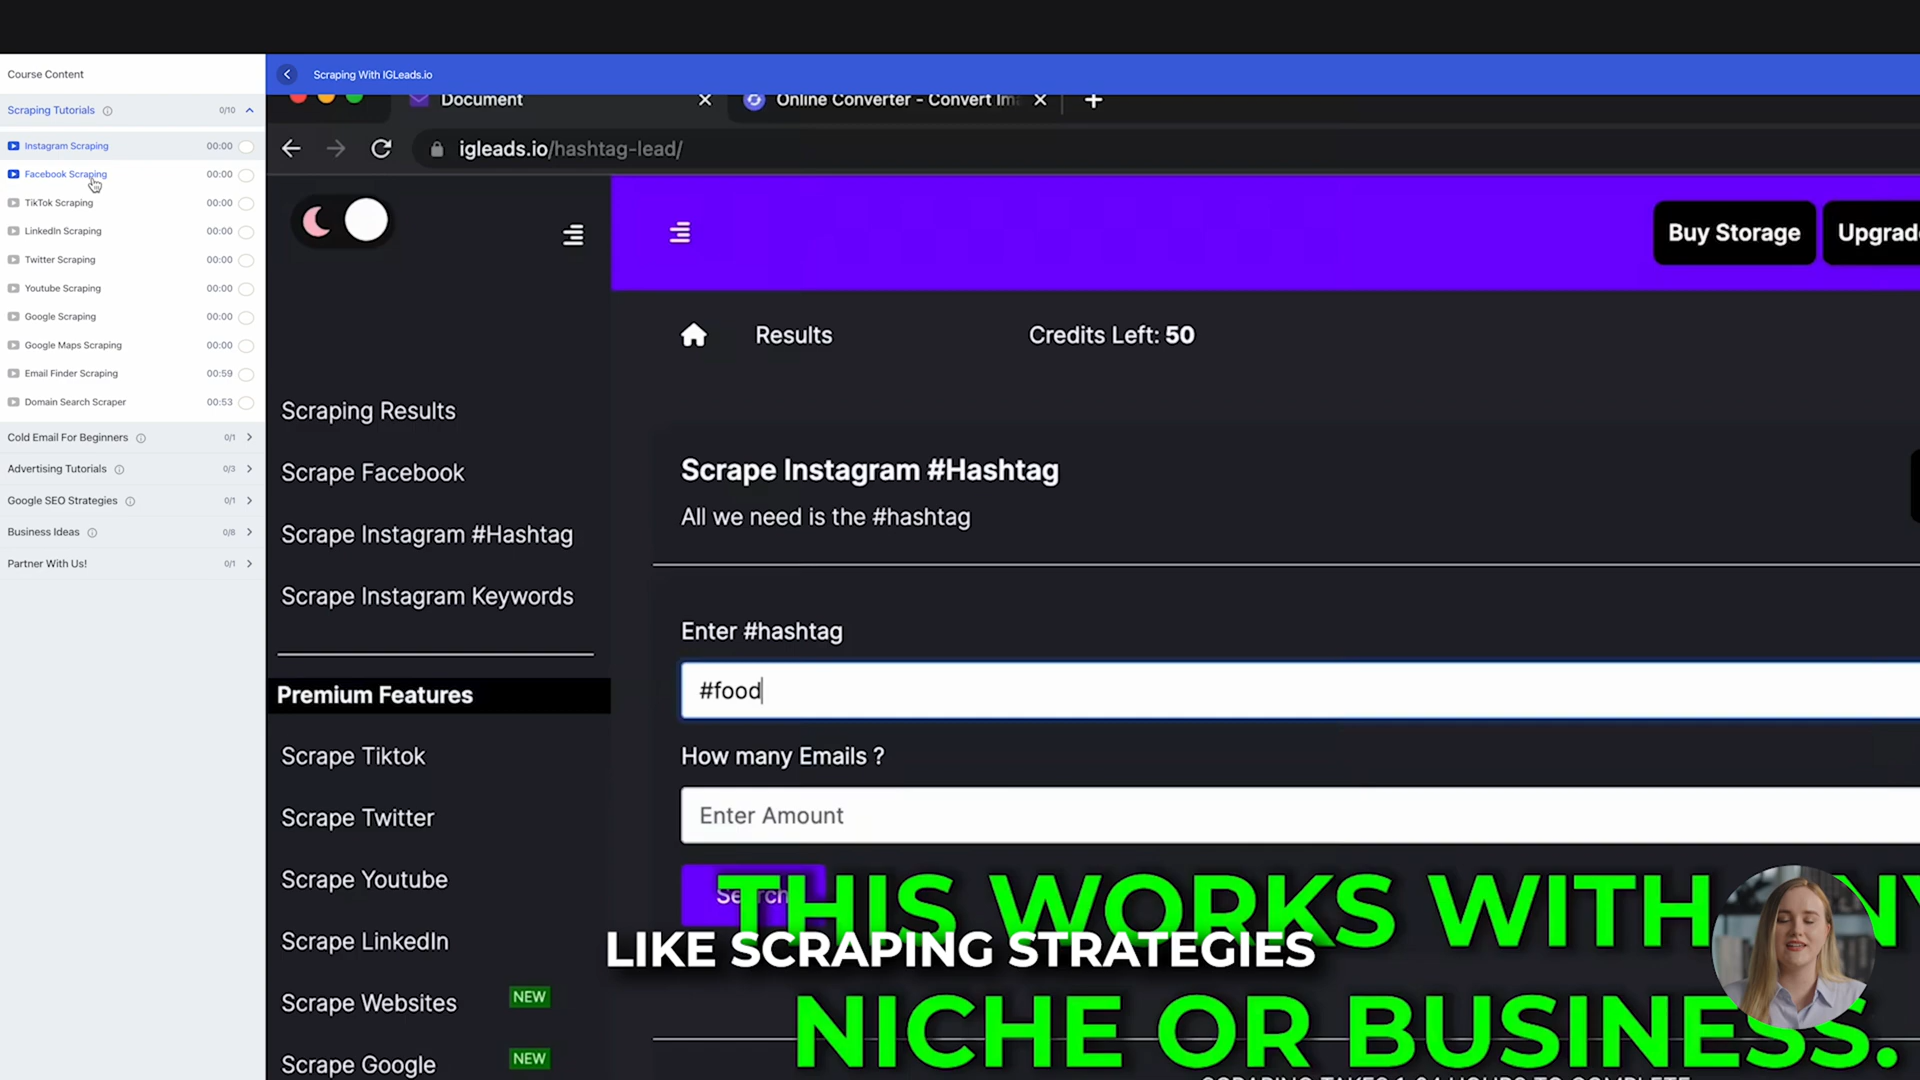 Course Content
Scraping With IGLeads.io
Scraping Tutorials 0/10
Instagram Scraping 00:00
Facebook Scraping 00:00
TikTok Scraping 00:00
LinkedIn Scraping 00:00
Twitter Scraping 00:00
Youtube Scraping 00:00
Google Scraping 00:00
Google Maps Scraping 00:00
Email Finder Scraping 00:59
Domain Search Scraper 00:53
Cold Email For Beginners 0/1
Advertising Tutorials 0/3
Google SEO Strategies 0/1
Business Ideas 0/8
Partner With Us! 0/1
Document
Online Converter - Convert Im
igleads.io/hashtag-lead/
Buy Storage
Upgrade
Results
Credits Left: 50
Scraping Results
Scrape Facebook
Scrape Instagram #Hashtag
Scrape Instagram Keywords
Premium Features
Scrape Tiktok
Scrape Twitter
Scrape Youtube
Scrape LinkedIn
Scrape Websites NEW
Scrape Google NEW
Scrape Instagram #Hashtag
All we need is the #hashtag
Enter #hashtag
#food
How many Emails ?
Enter Amount
Search
THIS WORKS WITH
LIKE SCRAPING STRATEGIES
NICHE OR BUSINESS.